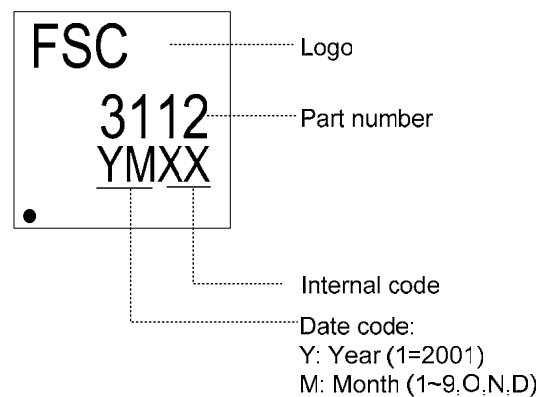 FSC
Logo
3112
Part number
YMXX
Internal code
Date code:
Y: Year (1=2001)
M: Month (1~9,O,N,D)